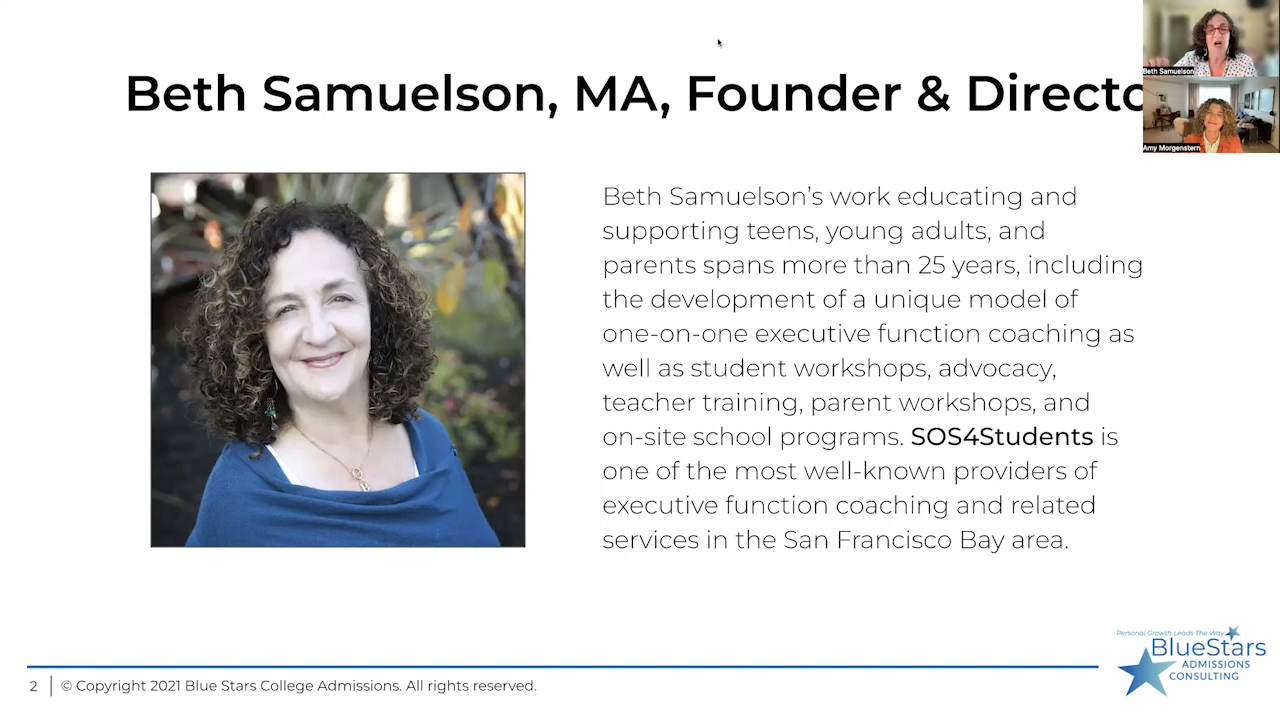 Beth Samuelson, MA, Founder & Directo
Beth Samuelson
Amy Morgenstern
Beth Samuelson’s work educating and
supporting teens, young adults, and
parents spans more than 25 years, including
the development of a unique model of
one-on-one executive function coaching as
well as student workshops, advocacy,
teacher training, parent workshops, and
on-site school programs. SOS4Students is
one of the most well-known providers of
executive function coaching and related
services in the San Francisco Bay area.
Personal Growth Leads The Way
BlueStars
ADMISSIONS
CONSULTING
2 © Copyright 2021 Blue Stars College Admissions. All rights reserved.